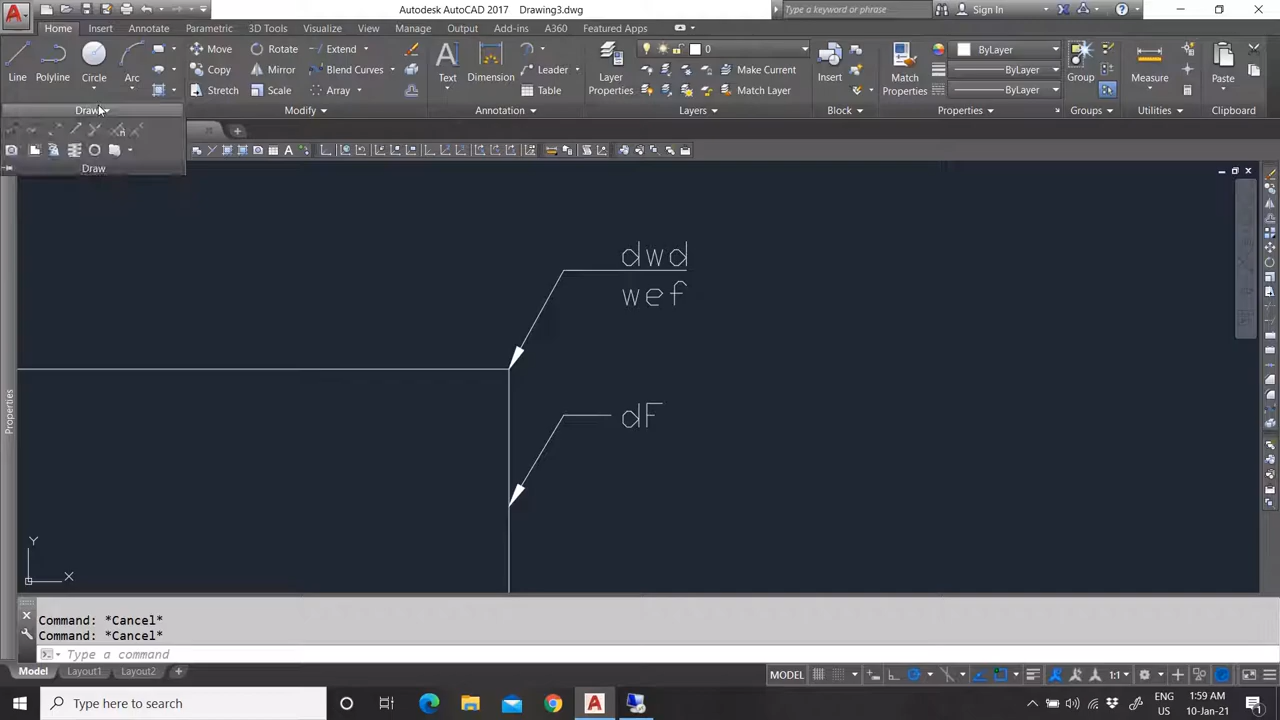 Autodesk AutoCAD 2017 Drawing3.dwg
Type a keyword or phrase
Sign In
Home Insert Annotate Parametric 3D Tools Visualize View Manage Output Add-ins A360 Featured Apps
Line Polyline Circle Arc
Move Rotate Extend
Copy Mirror Blend Curves
Stretch Scale Array
Text Dimension
Leader
Table
Layer Properties
0
Make Current
Match Layer
Insert
Match Properties
ByLayer
ByLayer
ByLayer
Group
Measure
Paste
Draw Modify Annotation Layers Block Properties Groups Utilities Clipboard
Draw
dwd
wef
dF
Properties
Y
X
Command: *Cancel*
Command: *Cancel*
Type a command
Model Layout1 Layout2
MODEL
1:1
Type here to search
ENG
US
1:59 AM
10-Jan-21